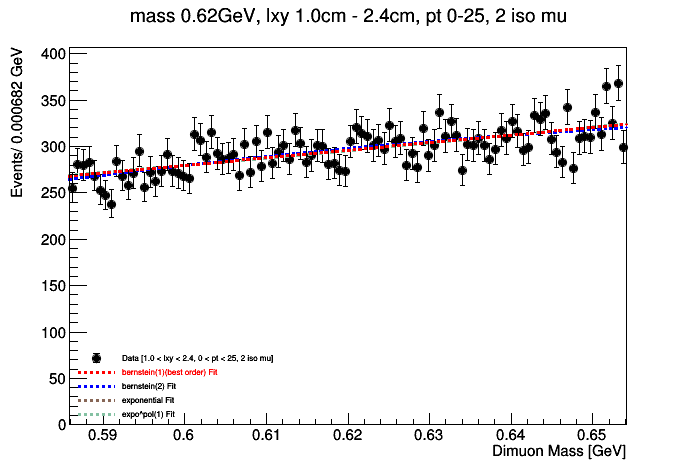 mass 0.62GeV, lxy 1.0cm - 2.4cm, pt 0-25, 2 iso mu
Events/ 0.000682 GeV
400
350
300
250
200
150
100
50
0
Data [1.0 < lxy < 2.4, 0 < pt < 25, 2 iso mu]
bernstein(1)(best order) Fit
bernstein(2) Fit
exponential Fit
expo*pol(1) Fit
0.59 0.6 0.61 0.62 0.63 0.64 0.65
Dimuon Mass [GeV]